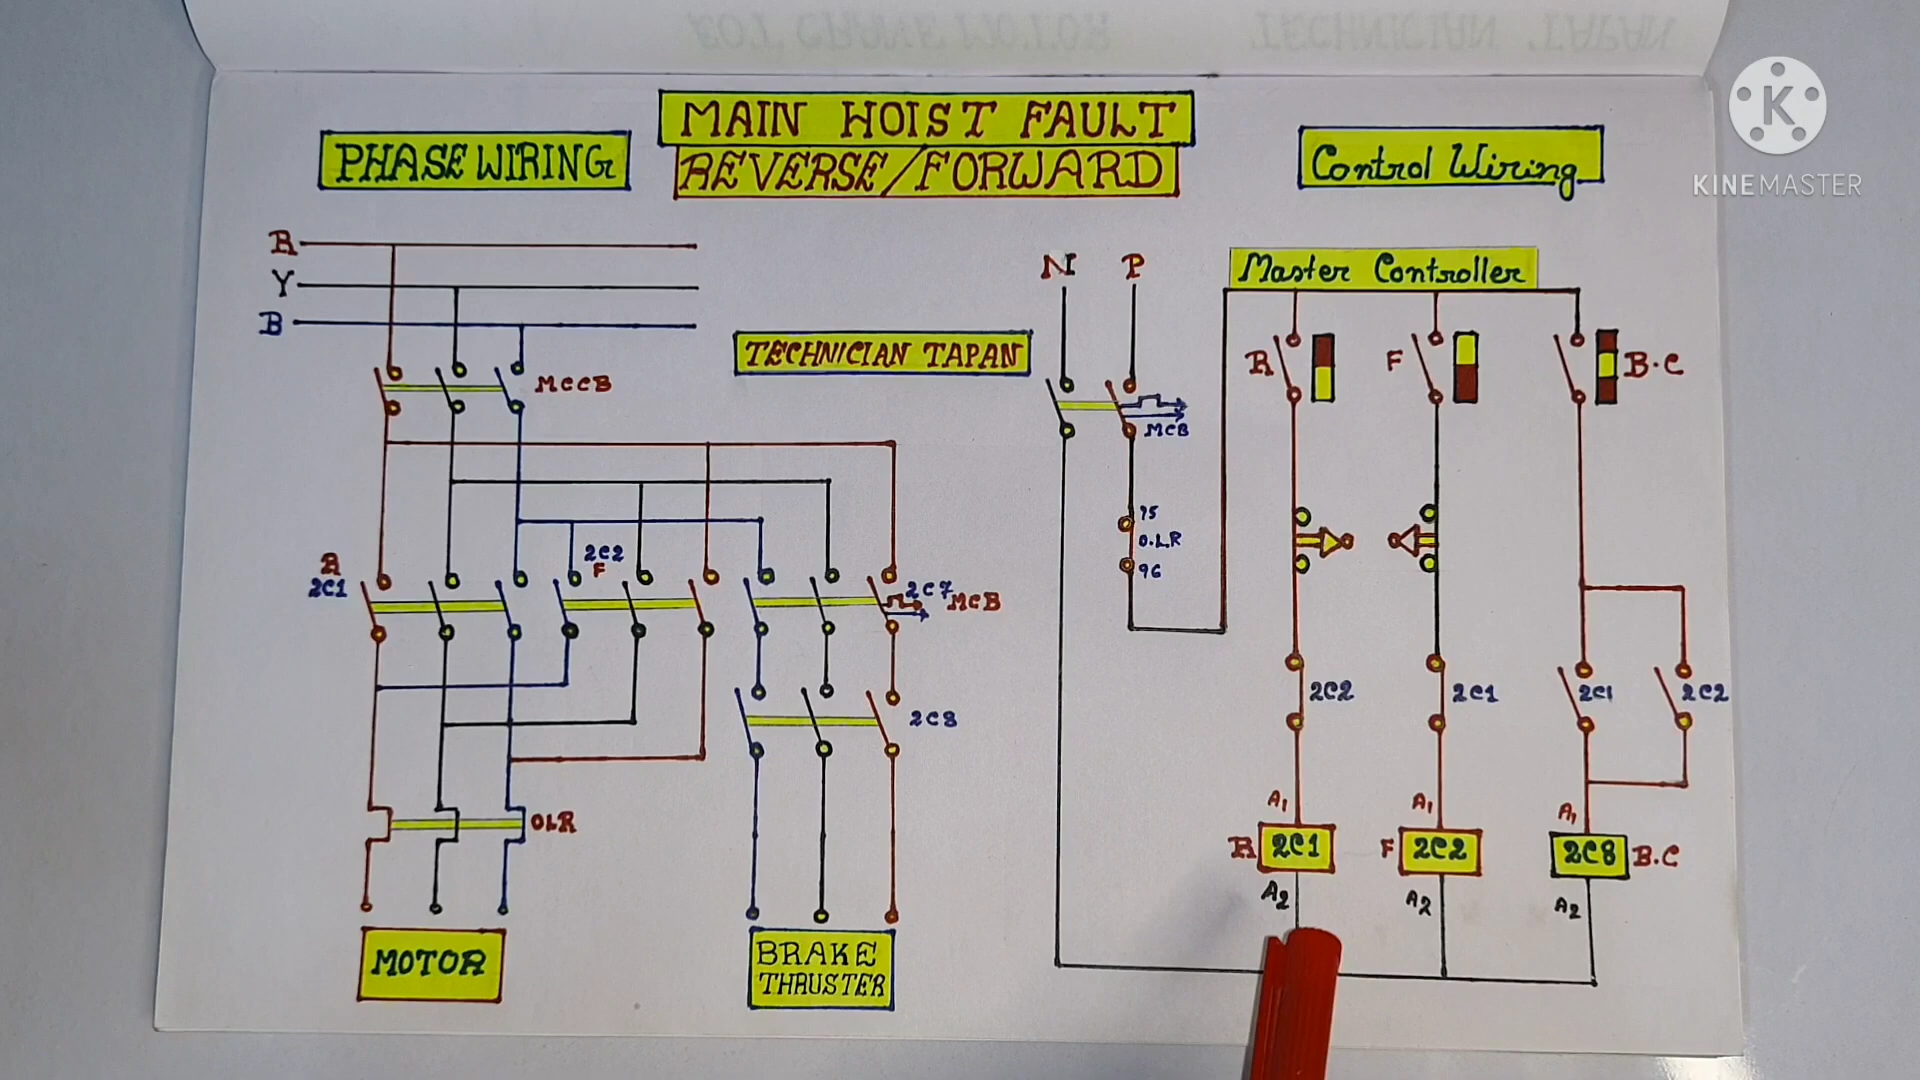 MAIN HOIST FAULT
REVERSE/FORWARD
PHASE WIRING
Control Wiring
K
KINEMASTER
R
Y
B
MCCB
TECHNICIAN TAPAN
N P
MCB
Master Controller
R
F
B.C
95
O.L.R
96
R
2C1
2C2
F
2C7
MCB
2C8
OLR
MOTOR
BRAKE
THRUSTER
2C2
2C1
2C1
2C2
A1
A1
A1
R 2C1
F 2C2
2C8 B.C
A2
A2
A2